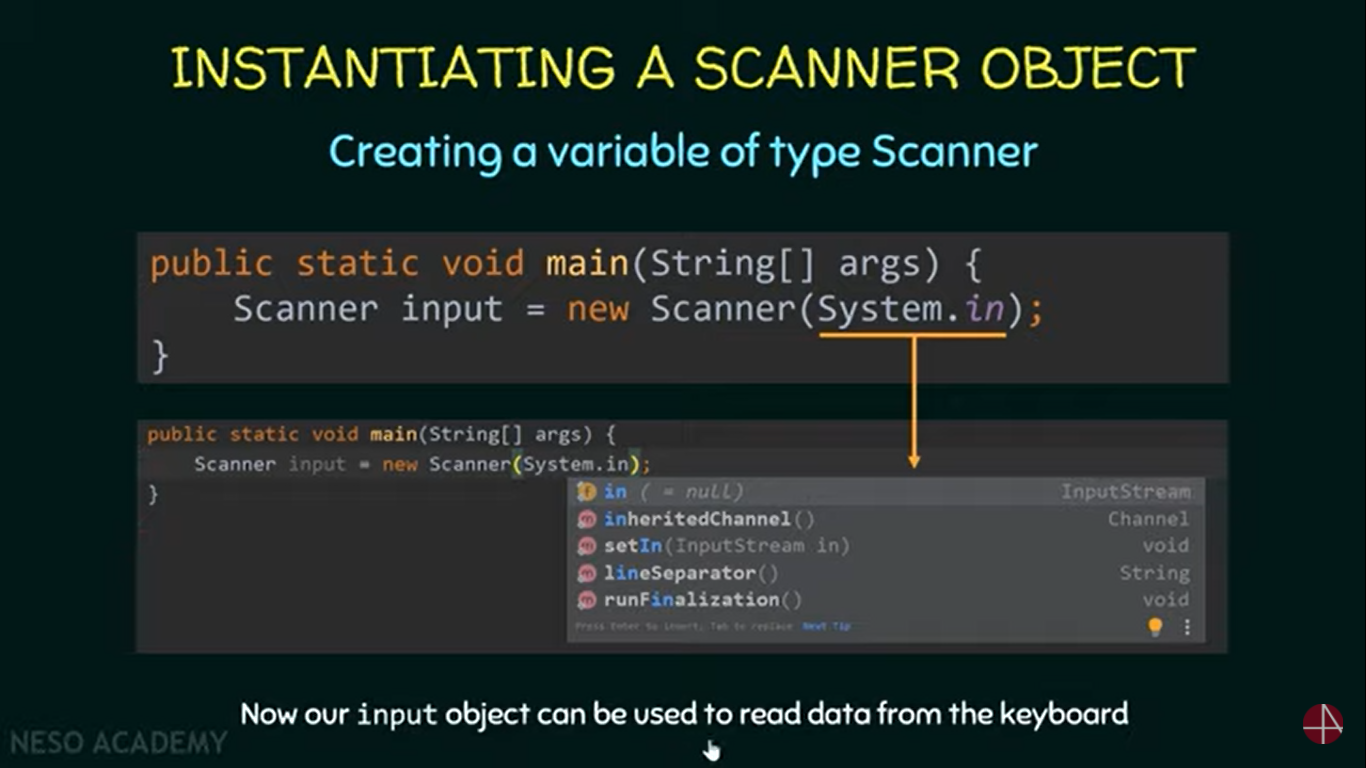 INSTANTIATING A SCANNER OBJECT
Creating a variable of type Scanner
public static void main(String[] args) {
    Scanner input = new Scanner(System.in);
}
public static void main(String[] args) {
    Scanner input = new Scanner(System.in);
}
in ( = null) InputStream
inheritedChannel() Channel
setIn(InputStream in) void
lineSeparator() String
runFinalization() void
Press Enter to insert, Tab to replace Next Tip
Now our input object can be used to read data from the keyboard
NESO ACADEMY